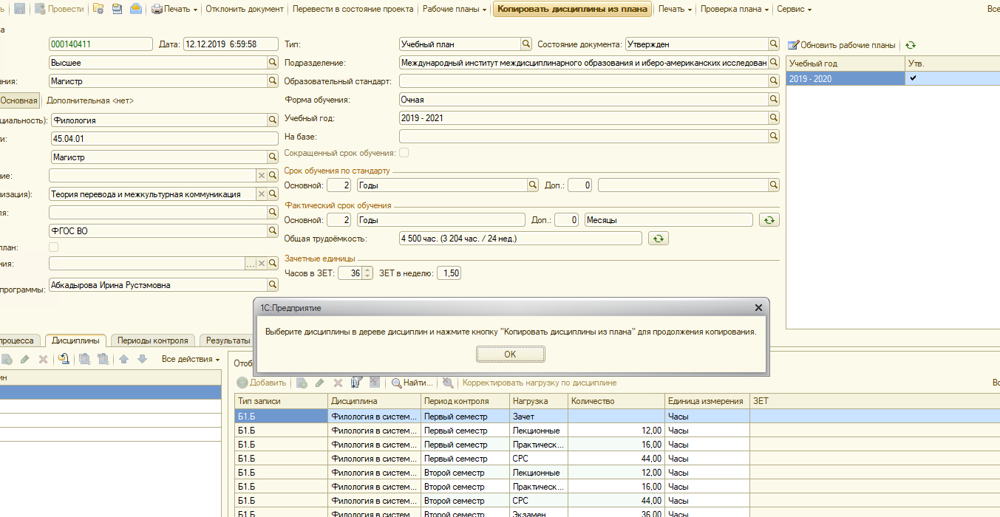 ть Провести Печать Отклонить документ Перевести в состояние проекта Рабочие планы Копировать дисциплины из плана Печать Проверка плана Сервис Все
а
000140411 Дата: 12.12.2019 6:59:58 Тип: Учебный план Состояние документа: Утвержден Обновить рабочие планы
Высшее Подразделение: Международный институт междисциплинарного образования и иберо-американских исследован Учебный год Утв.
ния: Магистр Образовательный стандарт: 2019 - 2020
Основная Дополнительная <нет> Форма обучения: Очная
циальность): Филология Учебный год: 2019 - 2021
ти: 45.04.01 На базе:
Магистр Сокращенный срок обучения:
ние: Срок обучения по стандарту
лизация): Теория перевода и межкультурная коммуникация Основной: 2 Годы Доп.: 0
ля: Фактический срок обучения
ФГОС ВО Основной: 2 Годы Доп.: 0 Месяцы
план: Общая трудоёмкость: 4 500 час. (3 204 час. / 24 нед.)
ния: Зачетные единицы
программы: Абкадырова Ирина Рустэмовна Часов в ЗЕТ: 36 ЗЕТ в неделю: 1,50
1С:Предприятие
Выберите дисциплины в дереве дисциплин и нажмите кнопку "Копировать дисциплины из плана" для продолжения копирования.
OK
процесса Дисциплины Периоды контроля Результаты
Все действия Отоб
ин Добавить Найти... Корректировать нагрузку по дисциплине Вс
Тип записи Дисциплина Период контроля Нагрузка Количество Единица измерения ЗЕТ
Б1.Б Филология в систем... Первый семестр Зачет Часы
Б1.Б Филология в систем... Первый семестр Лекционные 12,00 Часы
Б1.Б Филология в систем... Первый семестр Практическ... 16,00 Часы
Б1.Б Филология в систем... Первый семестр СРС 44,00 Часы
Б1.Б Филология в систем... Второй семестр Лекционные 12,00 Часы
Б1.Б Филология в систем... Второй семестр Практическ... 16,00 Часы
Б1.Б Филология в систем... Второй семестр СРС 44,00 Часы
Б1.Б Филология в систем... Второй семестр Экзамен 36,00 Часы